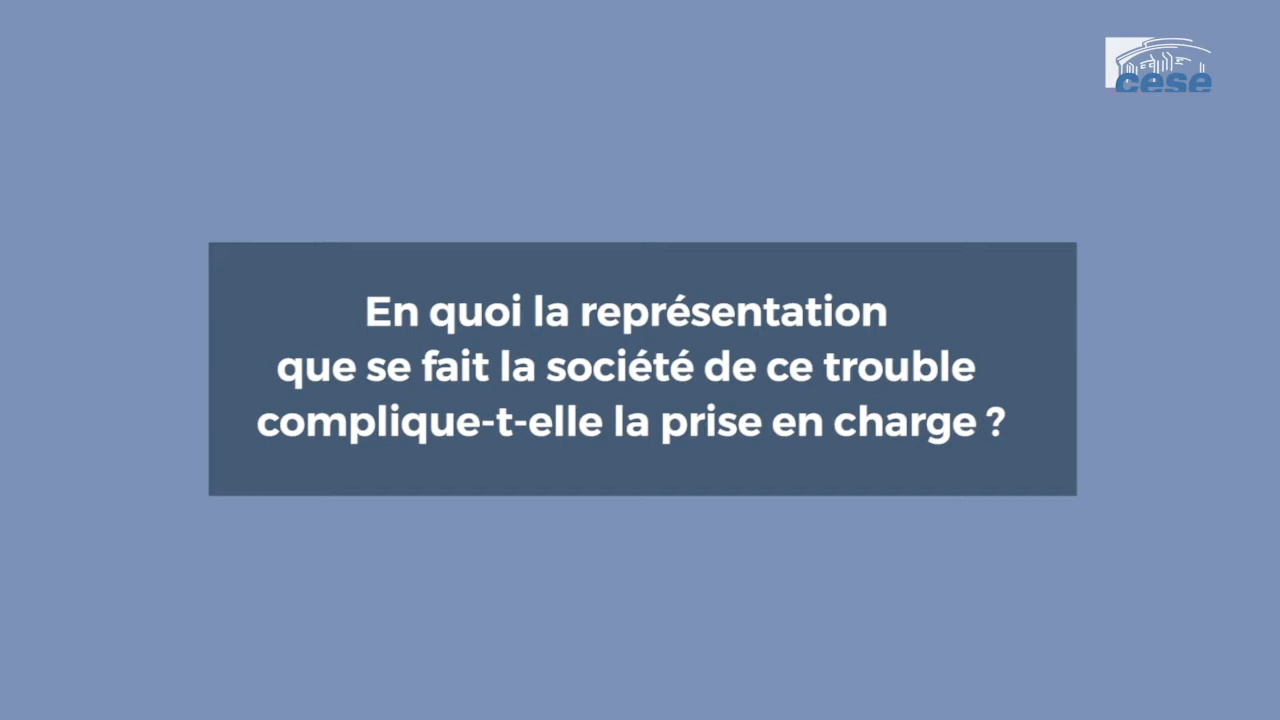 cese
En quoi la représentation
que se fait la société de ce trouble
complique-t-elle la prise en charge ?